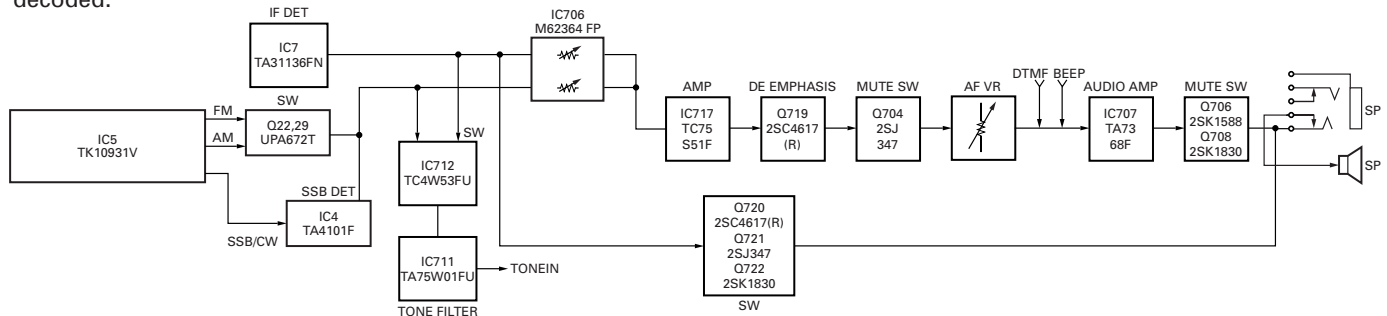 decoded.
IF DET
IC7
TA31136FN
IC706
M62364 FP
IC5
TK10931V
FM
AM
SW
Q22,29
UPA672T
SSB/CW
SSB DET
IC4
TA4101F
SW
IC712
TC4W53FU
IC711
TA75W01FU
TONE FILTER
TONEIN
AMP
IC717
TC75
S51F
DE EMPHASIS
Q719
2SC4617
(R)
MUTE SW
Q704
2SJ
347
AF VR
DTMF BEEP
AUDIO AMP
IC707
TA73
68F
MUTE SW
Q706
2SK1588
Q708
2SK1830
SP
SP
Q720
2SC4617(R)
Q721
2SJ347
Q722
2SK1830
SW